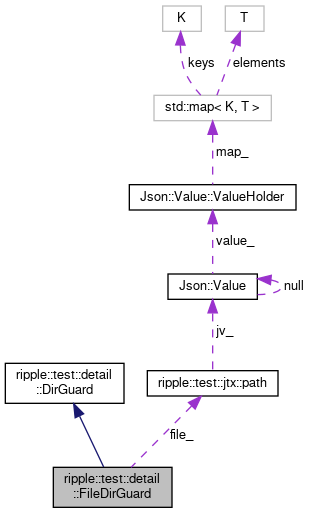 K
T
keys
elements
std::map< K, T >
map_
Json::Value::ValueHolder
value_
Json::Value
null
jv_
ripple::test::detail
::DirGuard
ripple::test::jtx::path
file_
ripple::test::detail
::FileDirGuard